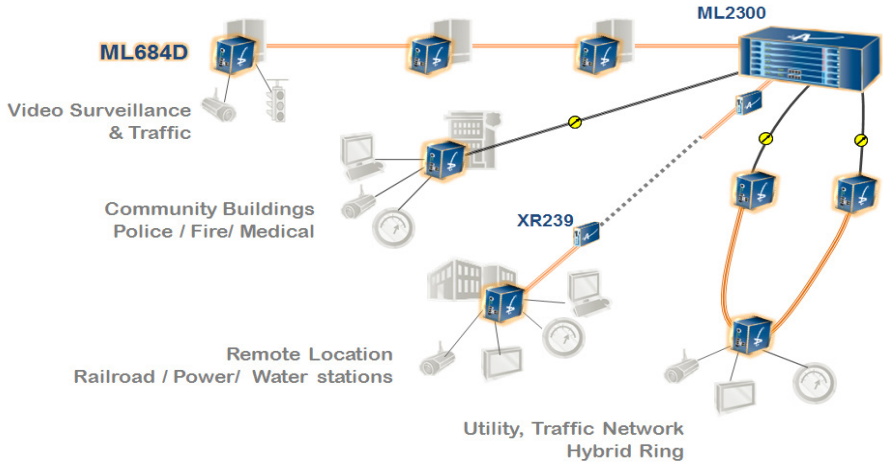 ML2300
ML684D
Video Surveillance
& Traffic
Community Buildings
Police / Fire/ Medical
XR239
Remote Location
Railroad / Power/ Water stations
Utility, Traffic Network
Hybrid Ring